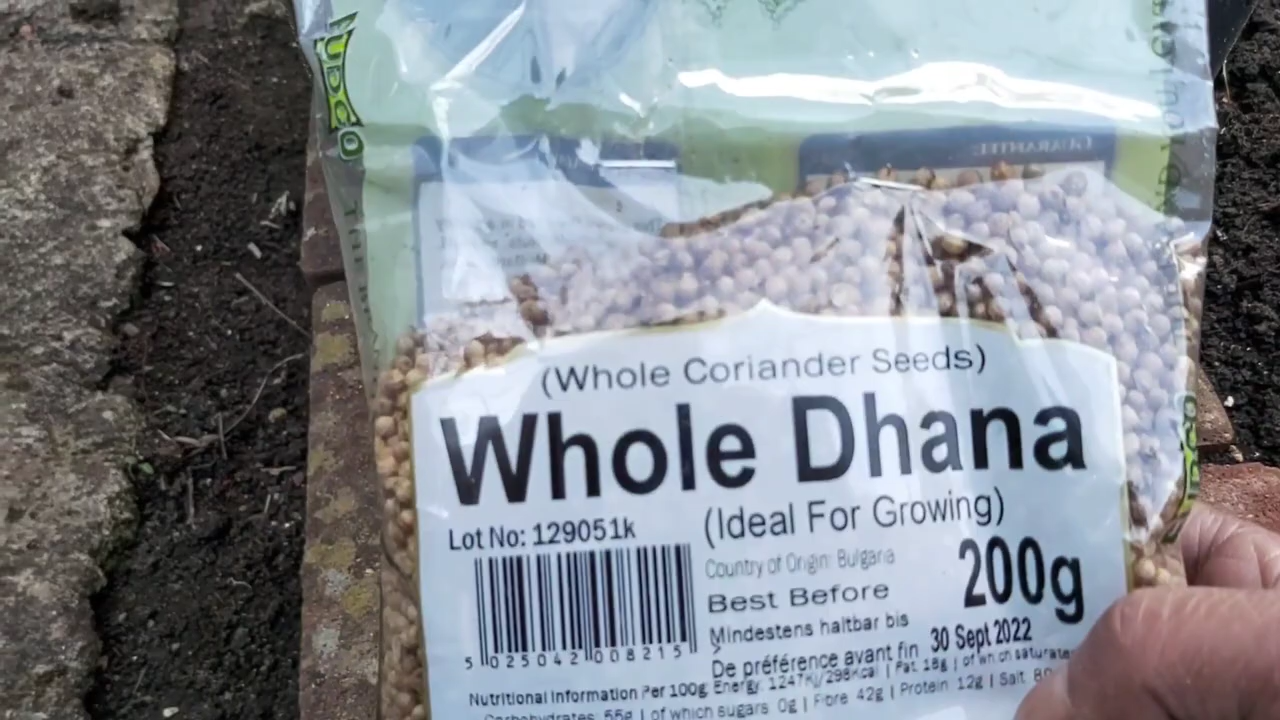 GUARANTEE
(Whole Coriander Seeds)
Whole Dhana
(Ideal For Growing)
Lot No: 129051k
Country of Origin: Bulgaria
200g
Best Before
Mindestens haltbar bis
De préférence avant fin 30 Sept 2022
5 025042 008215
Nutritional Information Per 100g: Energy: 1247Kj/298Kcal | Fat: 18g | of which saturates
Carbohydrates 55g | of which sugars 0g | Fibre 42g | Protein 12g | Salt